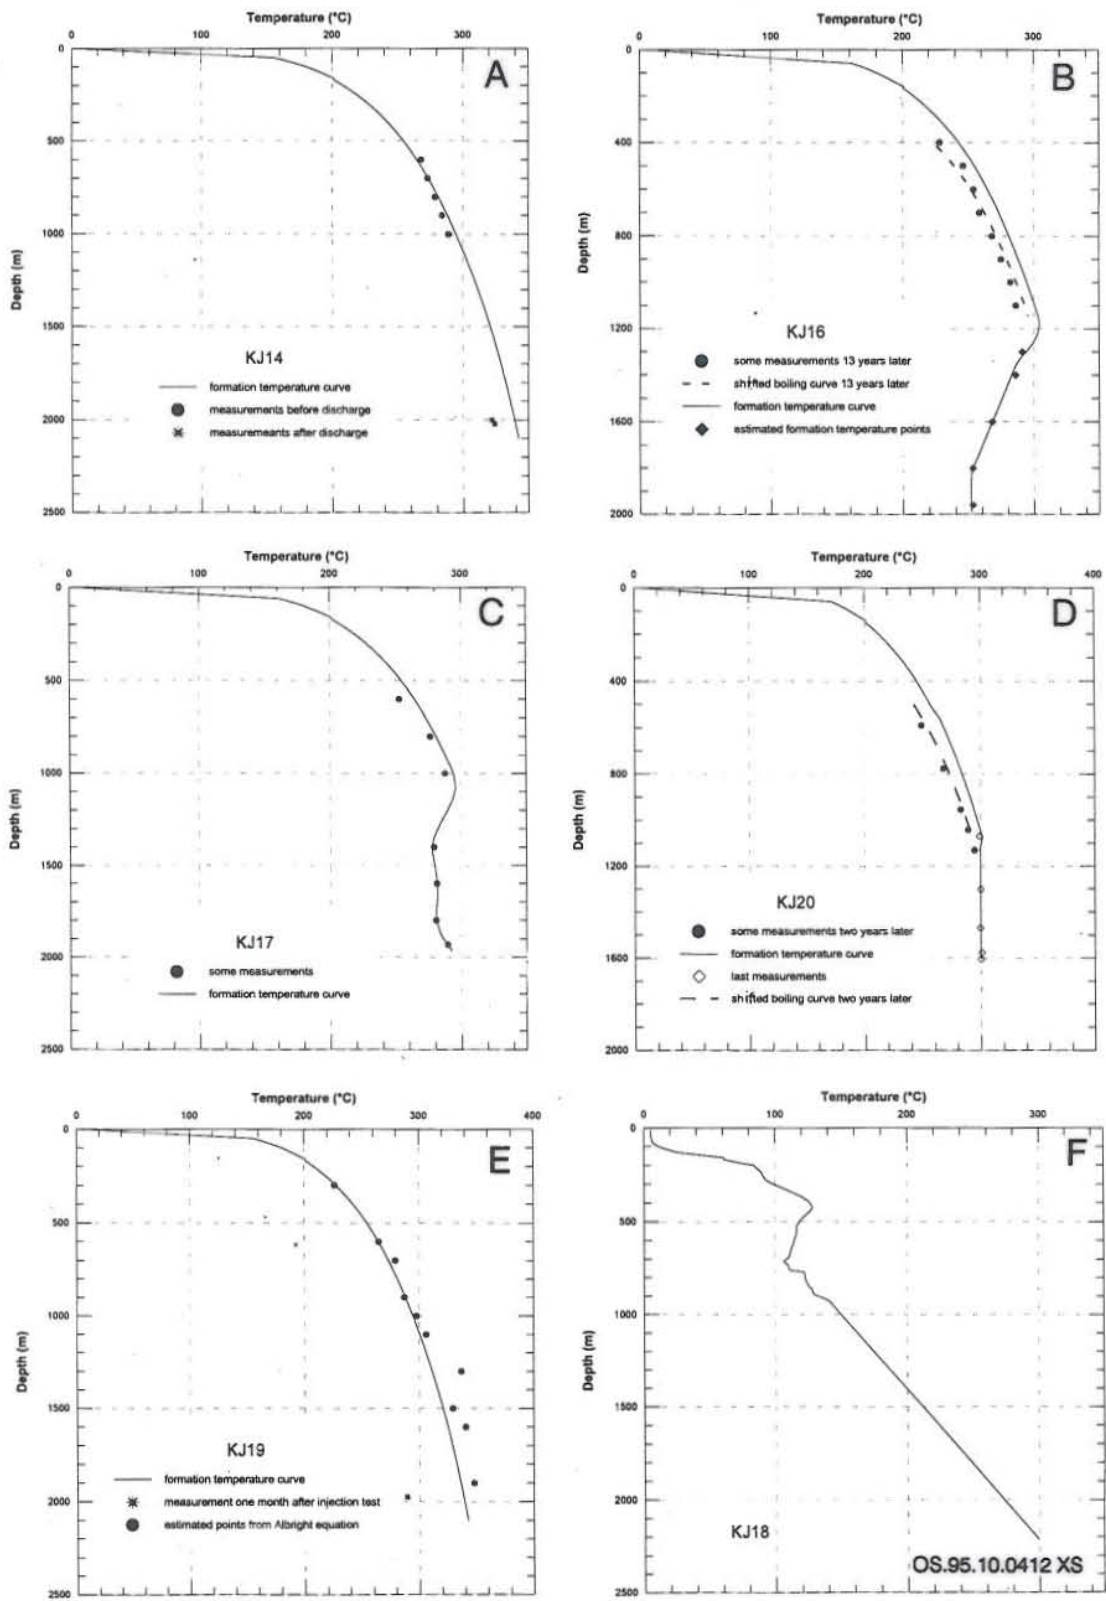 Temperature (°C)
0 100 200 300
A
0
500
1000
1500
2000
2500
Depth (m)
KJ14
formation temperature curve
measurements before discharge
measuremeants after discharge
Temperature (°C)
0 100 200 300
B
0
400
800
1200
1600
2000
Depth (m)
KJ16
some measurements 13 years later
shifted boiling curve 13 years later
formation temperature curve
estimated formation temperature points
Temperature (°C)
0 100 200 300
C
0
500
1000
1500
2000
2500
Depth (m)
KJ17
some measurements
formation temperature curve
Temperature (°C)
0 100 200 300 400
D
0
400
800
1200
1600
2000
Depth (m)
KJ20
some measurements two years later
formation temperature curve
last measurements
shifted boiling curve two years later
Temperature (°C)
0 100 200 300 400
E
0
500
1000
1500
2000
2500
Depth (m)
KJ19
formation temperature curve
measurement one month after injection test
estimated points from Albright equation
Temperature (°C)
0 100 200 300
F
0
500
1000
1500
2000
2500
Depth (m)
KJ18
OS.95.10.0412 XS